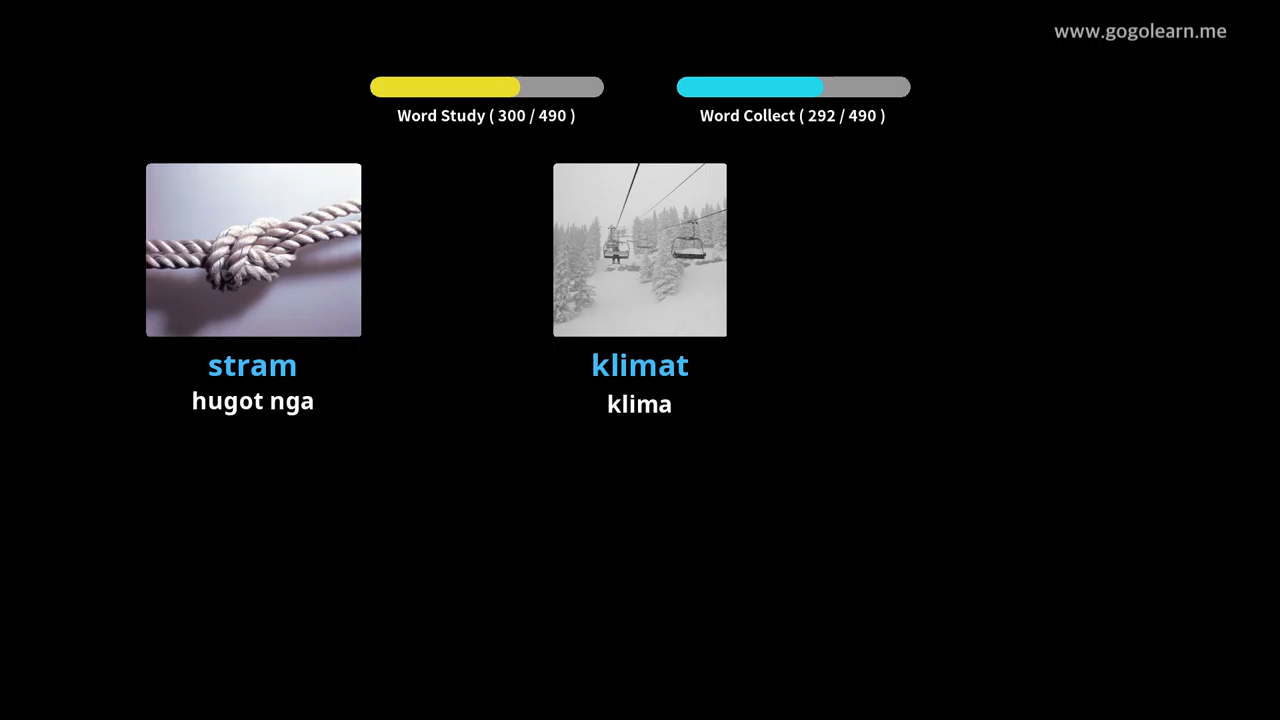 www.gogolearn.me
Word Study ( 300 / 490 )
Word Collect ( 292 / 490 )
stram
hugot nga
klimat
klima